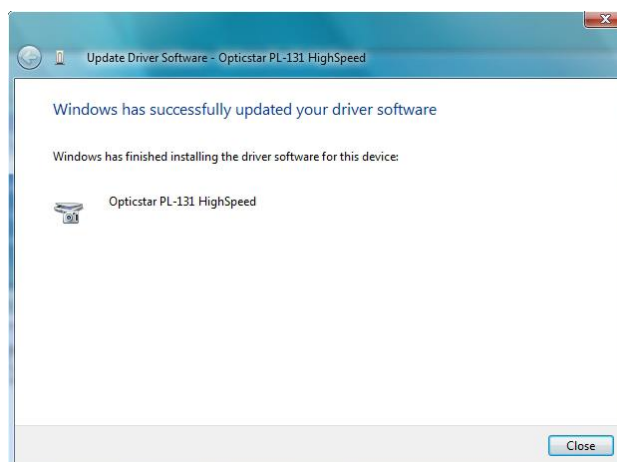 Update Driver Software - Opticstar PL-131 HighSpeed
Windows has successfully updated your driver software
Windows has finished installing the driver software for this device:
Opticstar PL-131 HighSpeed
Close